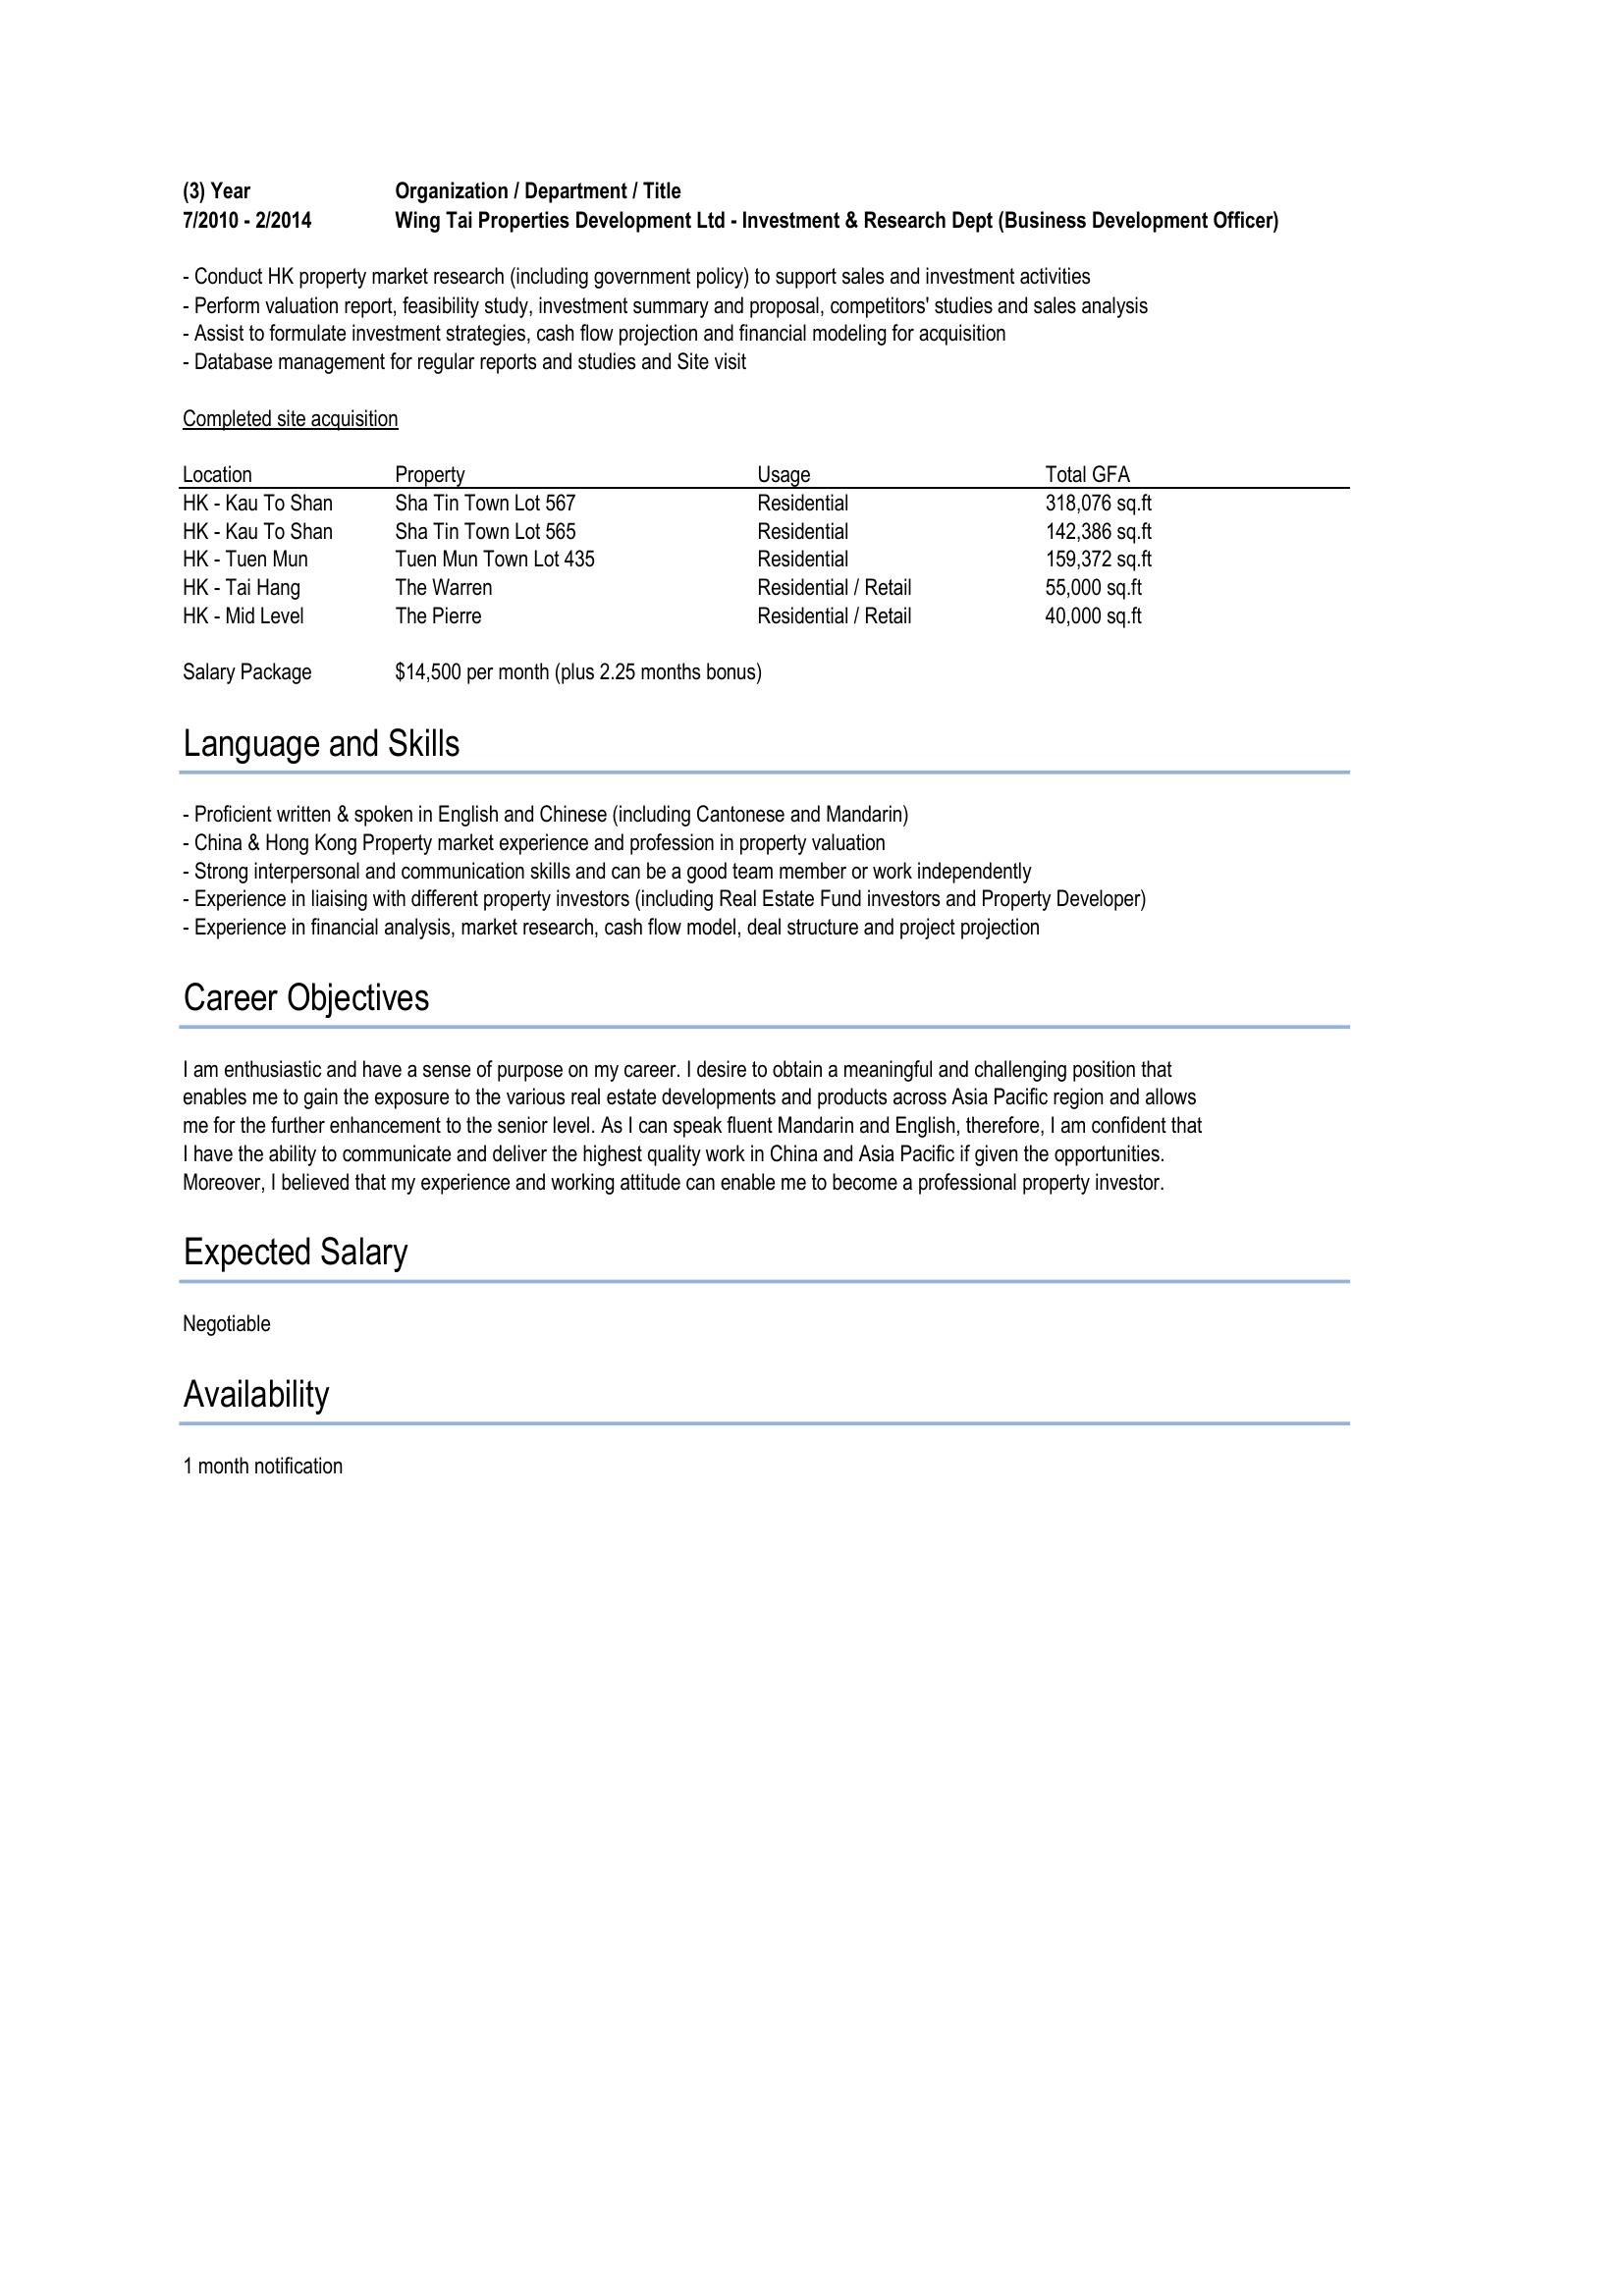 (3) Year Organization / Department / Title
7/2010 - 2/2014 Wing Tai Properties Development Ltd - Investment & Research Dept (Business Development Officer)
- Conduct HK property market research (including government policy) to support sales and investment activities
- Perform valuation report, feasibility study, investment summary and proposal, competitors' studies and sales analysis
- Assist to formulate investment strategies, cash flow projection and financial modeling for acquisition
- Database management for regular reports and studies and Site visit
Completed site acquisition
Location Property Usage Total GFA
HK - Kau To Shan Sha Tin Town Lot 567 Residential 318,076 sq.ft
HK - Kau To Shan Sha Tin Town Lot 565 Residential 142,386 sq.ft
HK - Tuen Mun Tuen Mun Town Lot 435 Residential 159,372 sq.ft
HK - Tai Hang The Warren Residential / Retail 55,000 sq.ft
HK - Mid Level The Pierre Residential / Retail 40,000 sq.ft
Salary Package $14,500 per month (plus 2.25 months bonus)
Language and Skills
- Proficient written & spoken in English and Chinese (including Cantonese and Mandarin)
- China & Hong Kong Property market experience and profession in property valuation
- Strong interpersonal and communication skills and can be a good team member or work independently
- Experience in liaising with different property investors (including Real Estate Fund investors and Property Developer)
- Experience in financial analysis, market research, cash flow model, deal structure and project projection
Career Objectives
I am enthusiastic and have a sense of purpose on my career. I desire to obtain a meaningful and challenging position that
enables me to gain the exposure to the various real estate developments and products across Asia Pacific region and allows
me for the further enhancement to the senior level. As I can speak fluent Mandarin and English, therefore, I am confident that
I have the ability to communicate and deliver the highest quality work in China and Asia Pacific if given the opportunities.
Moreover, I believed that my experience and working attitude can enable me to become a professional property investor.
Expected Salary
Negotiable
Availability
1 month notification